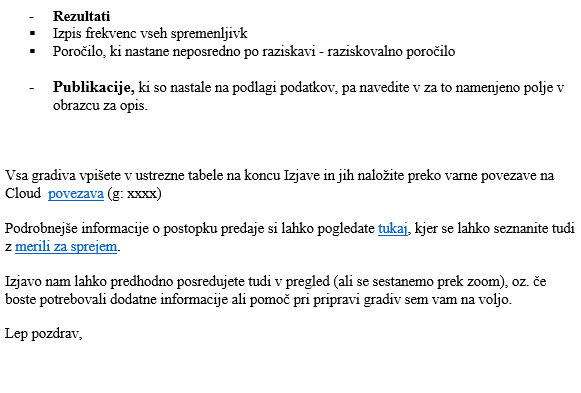 - Rezultati
▪ Izpis frekvenc vseh spremenljivk
▪ Poročilo, ki nastane neposredno po raziskavi - raziskovalno poročilo
- Publikacije, ki so nastale na podlagi podatkov, pa navedite v za to namenjeno polje v
obrazcu za opis.
Vsa gradiva vpišete v ustrezne tabele na koncu Izjave in jih naložite preko varne povezave na
Cloud povezava (g: xxxx)
Podrobnejše informacije o postopku predaje si lahko pogledate tukaj, kjer se lahko seznanite tudi
z merili za sprejem.
Izjavo nam lahko predhodno posredujete tudi v pregled (ali se sestanemo prek zoom), oz. če
boste potrebovali dodatne informacije ali pomoč pri pripravi gradiv sem vam na voljo.
Lep pozdrav,